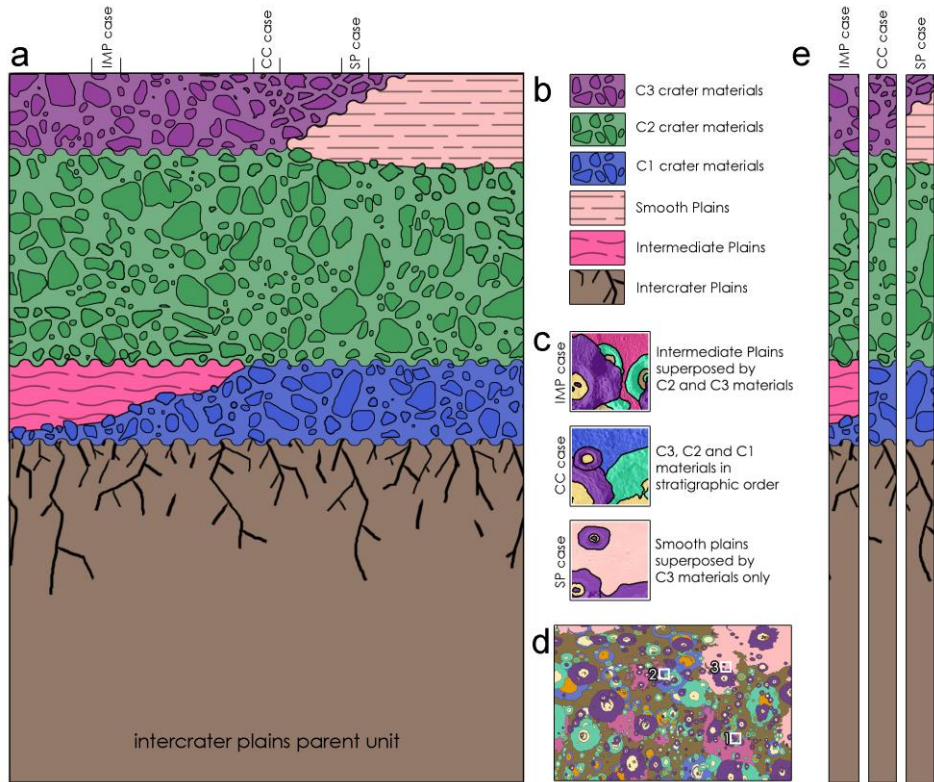 a
IMP case
CC case
SP case
intercrater plains parent unit
b
C3 crater materials
C2 crater materials
C1 crater materials
Smooth Plains
Intermediate Plains
Intercrater Plains
c
IMP case
Intermediate Plains
superposed by
C2 and C3 materials
CC case
C3, C2 and C1
materials in
stratigraphic order
SP case
Smooth plains
superposed by
C3 materials only
d
2
3
1
e
IMP case
CC case
SP case